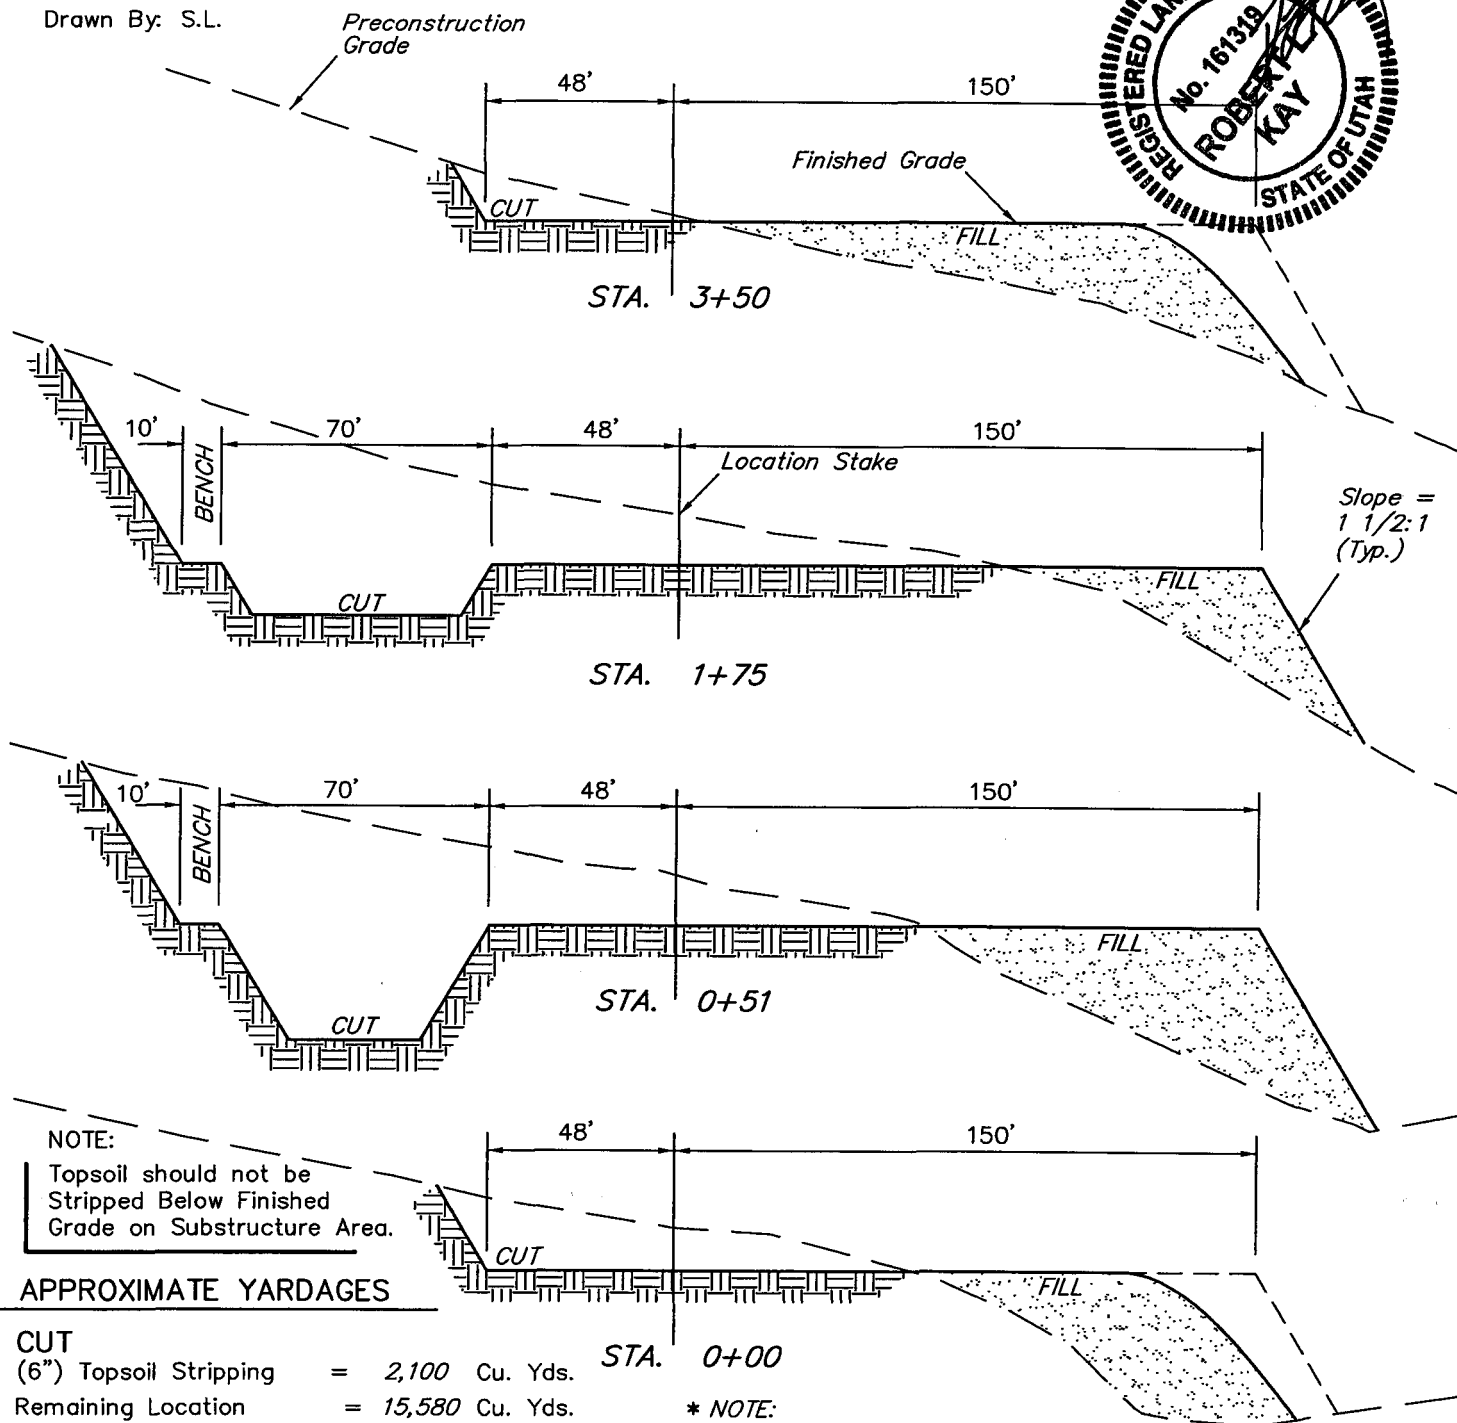 Drawn By: S.L.
Preconstruction
Grade
48'
150'
REGISTERED LAN
No. 161319
ROBERT L.
KAY
STATE OF UTAH
Finished Grade
CUT
FILL
STA. 3+50
10'
BENCH
70'
48'
150'
Location Stake
Slope =
1 1/2:1
(Typ.)
CUT
FILL
STA. 1+75
10'
BENCH
70'
48'
150'
CUT
FILL
STA. 0+51
NOTE:
Topsoil should not be
Stripped Below Finished
Grade on Substructure Area.
48'
150'
CUT
FILL
STA. 0+00
APPROXIMATE YARDAGES
CUT
(6") Topsoil Stripping = 2,100 Cu. Yds.
Remaining Location = 15,580 Cu. Yds.
* NOTE: